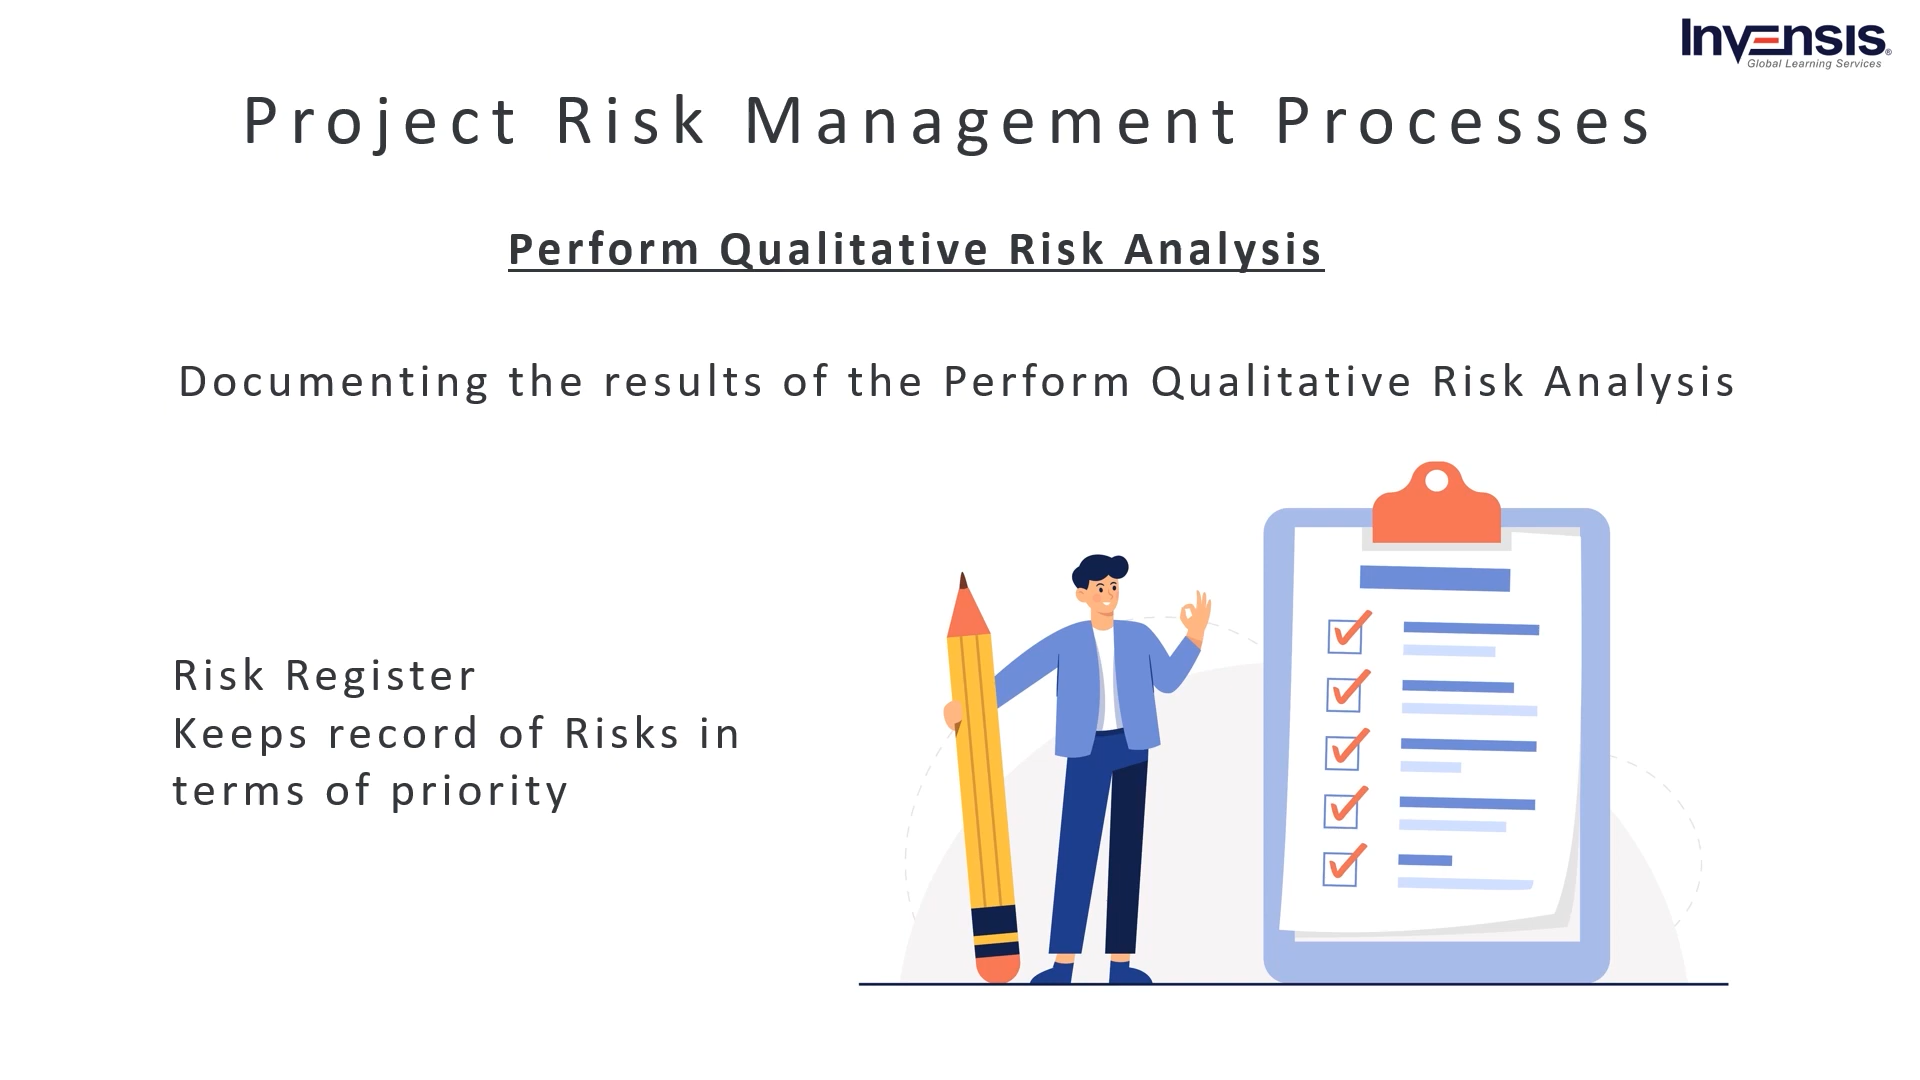 Invensis®
Global Learning Services
Project Risk Management Processes
Perform Qualitative Risk Analysis
Documenting the results of the Perform Qualitative Risk Analysis
Risk Register
Keeps record of Risks in
terms of priority